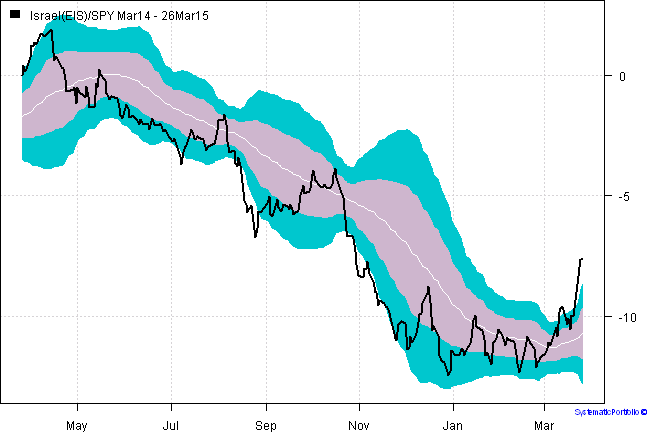 Israel(EIS)/SPY Mar14 - 26Mar15
0
-5
-10
May Jul Sep Nov Jan Mar
SystematicPortfolio ©